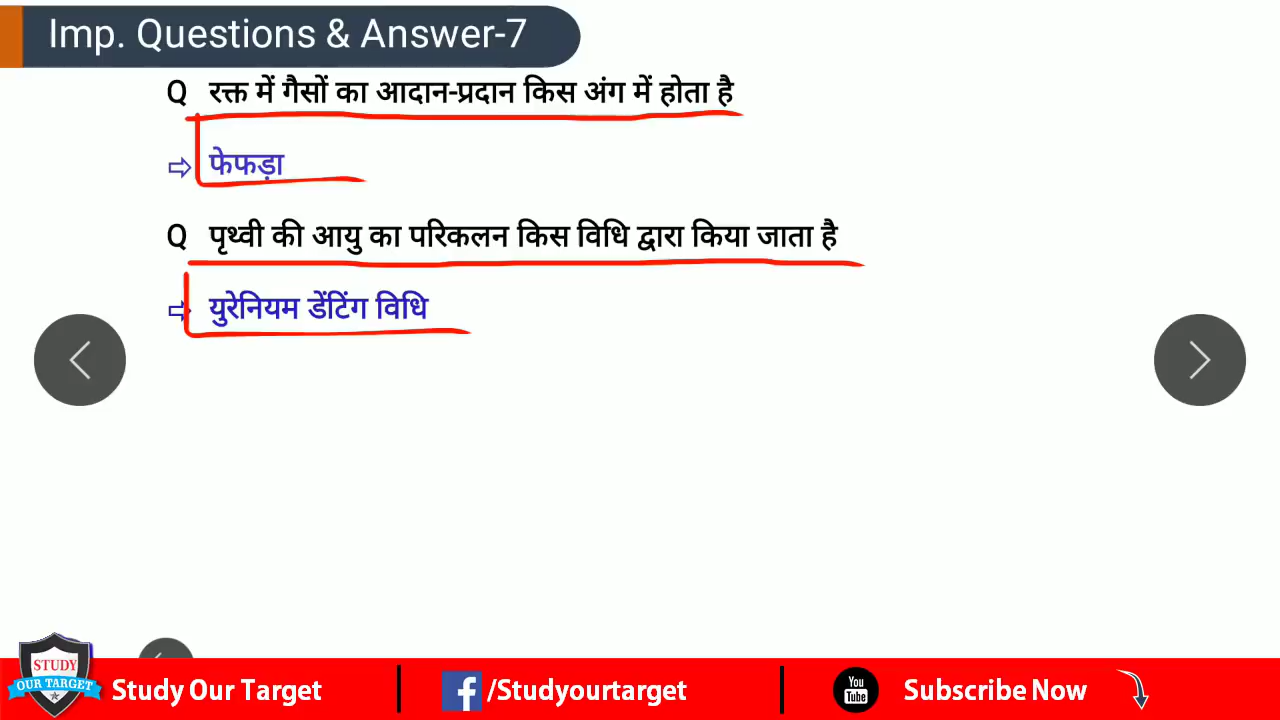 Imp. Questions & Answer-7
Q रक्त में गैसों का आदान-प्रदान किस अंग में होता है
⇨ फेफड़ा
Q पृथ्वी की आयु का परिकलन किस विधि द्वारा किया जाता है
⇨ युरेनियम डेंटिंग विधि
STUDY
OUR TARGET
Study Our Target
/Studyourtarget
You
Tube
Subscribe Now